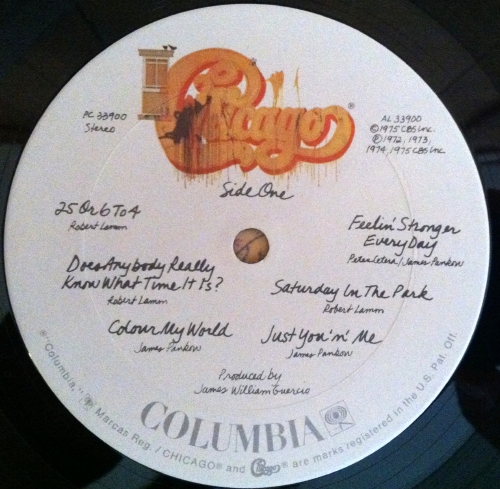 Chicago®
PC 33900
Stereo
AL 33900
©1975 CBS Inc.
℗1972, 1973,
1974, 1975 CBS Inc.
Side One
25 Or 6 To 4
Robert Lamm
Does Anybody Really
Know What Time It Is?
Robert Lamm
Colour My World
James Pankow
Feelin' Stronger
Every Day
Peter Cetera/James Pankow
Saturday In The Park
Robert Lamm
Just You 'n' Me
James Pankow
Produced by
James William Guercio
COLUMBIA
® "Columbia," Marcas Reg. / CHICAGO® and Chicago® are marks registered in the U.S. Pat. Off.